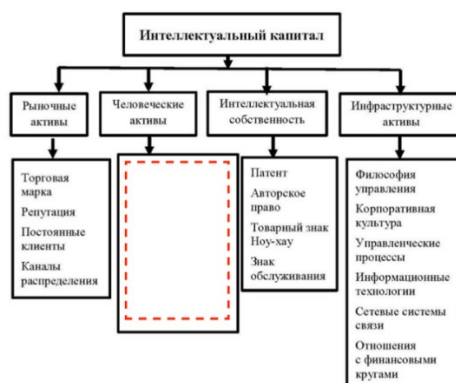 Интеллектуальный капитал
Рыночные
активы
Человеческие
активы
Интеллектуальная
собственность
Инфраструктурные
активы
Торговая
марка
Репутация
Постоянные
клиенты
Каналы
распределения
Патент
Авторское
право
Товарный знак
Ноу-хау
Знак
обслуживания
Философия
управления
Корпоративная
культура
Управленческие
процессы
Информационные
технологии
Сетевые системы
связи
Отношения
с финансовыми
кругами